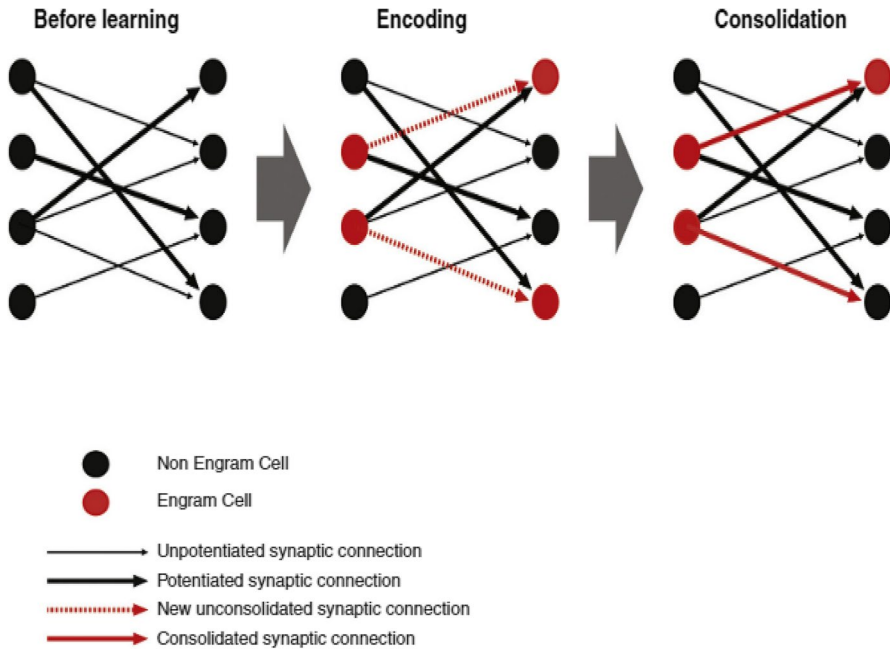 Before learning
Encoding
Consolidation
Non Engram Cell
Engram Cell
Unpotentiated synaptic connection
Potentiated synaptic connection
New unconsolidated synaptic connection
Consolidated synaptic connection